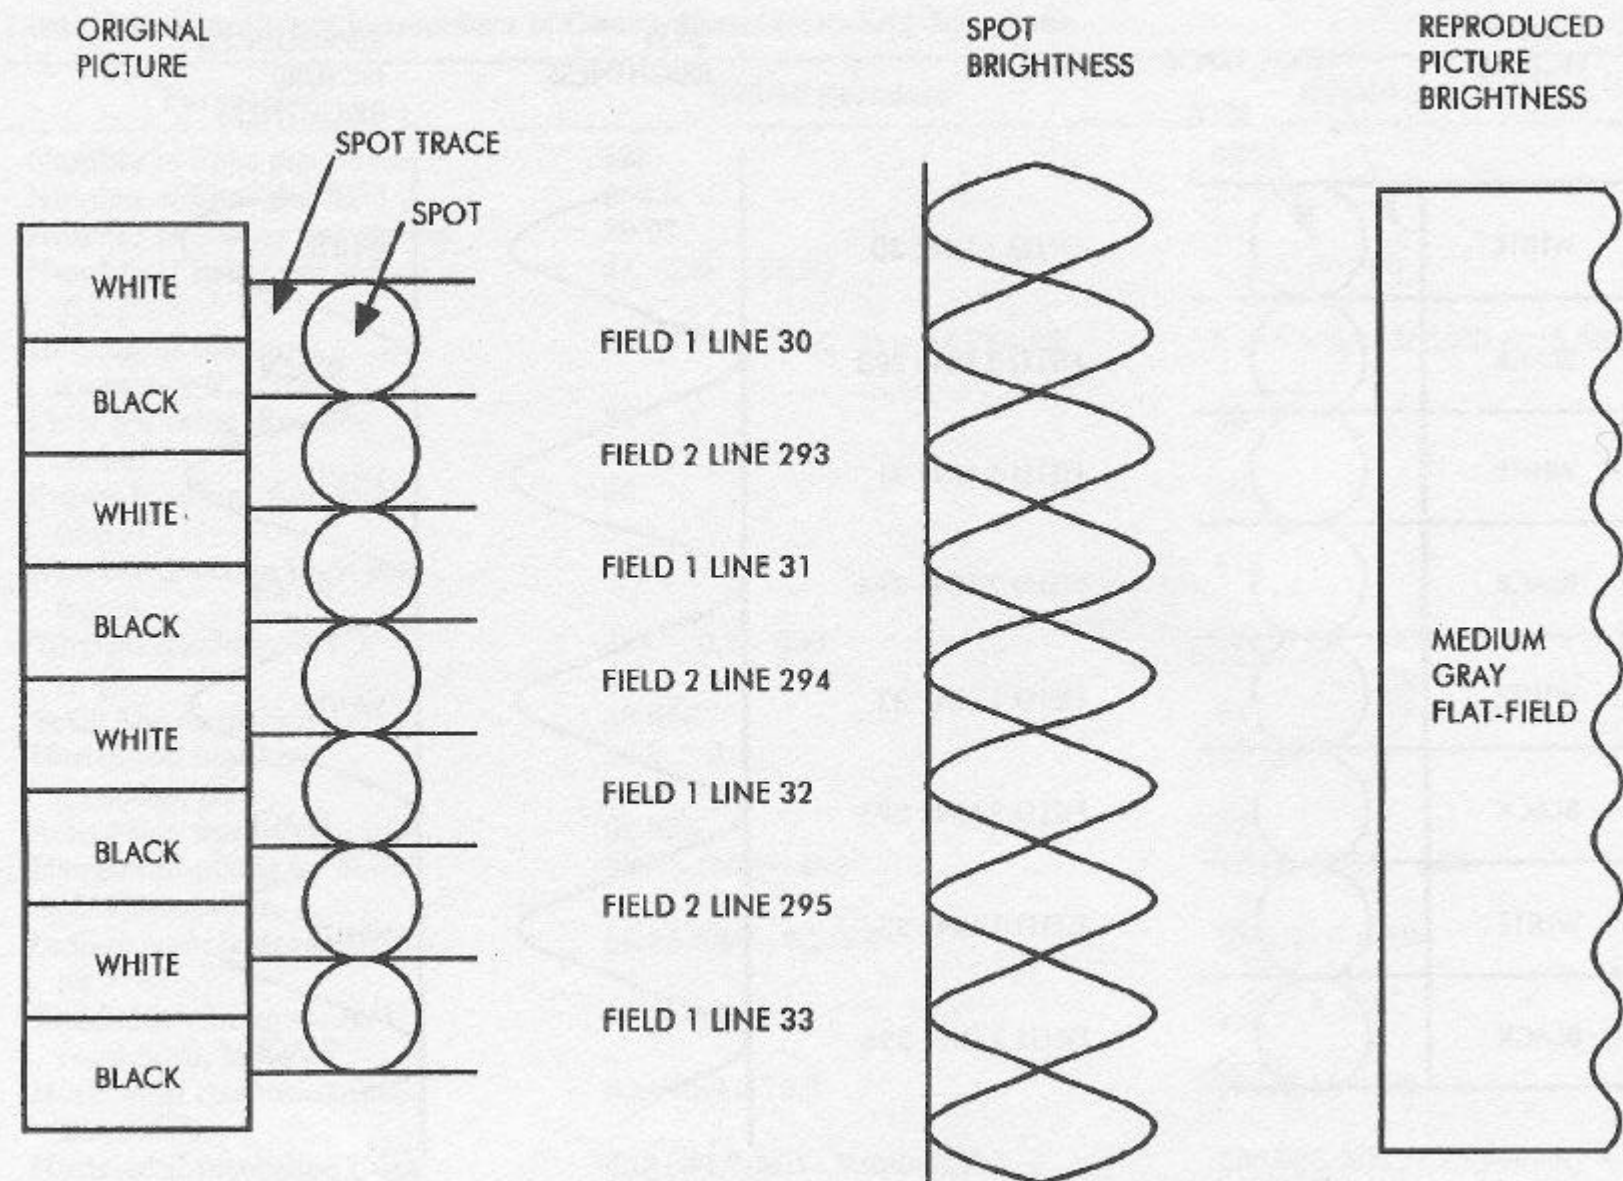 ORIGINAL
PICTURE
SPOT
BRIGHTNESS
REPRODUCED
PICTURE
BRIGHTNESS
SPOT TRACE
SPOT
WHITE
BLACK
WHITE
BLACK
WHITE
BLACK
WHITE
BLACK
FIELD 1 LINE 30
FIELD 2 LINE 293
FIELD 1 LINE 31
FIELD 2 LINE 294
FIELD 1 LINE 32
FIELD 2 LINE 295
FIELD 1 LINE 33
MEDIUM
GRAY
FLAT-FIELD